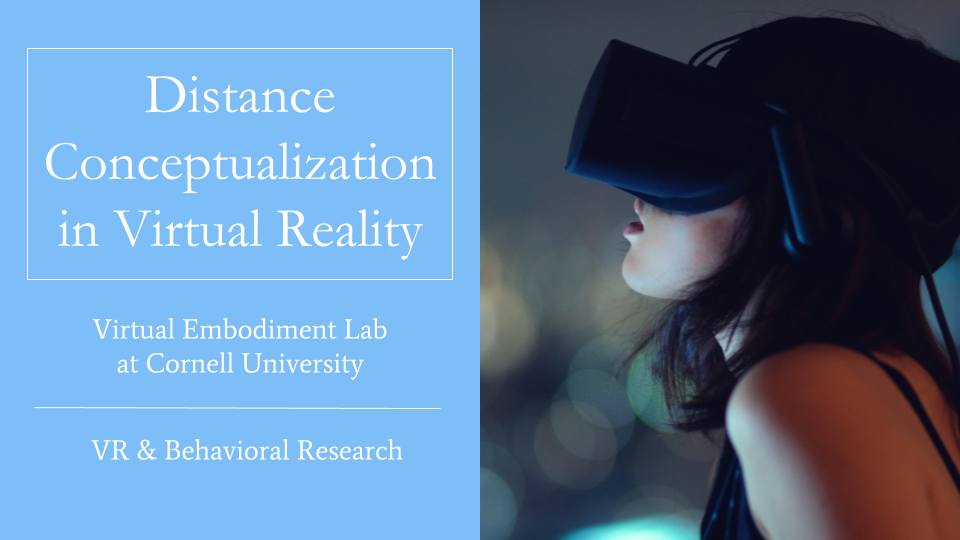 Distance
Conceptualization
in Virtual Reality
Virtual Embodiment Lab
at Cornell University
VR & Behavioral Research